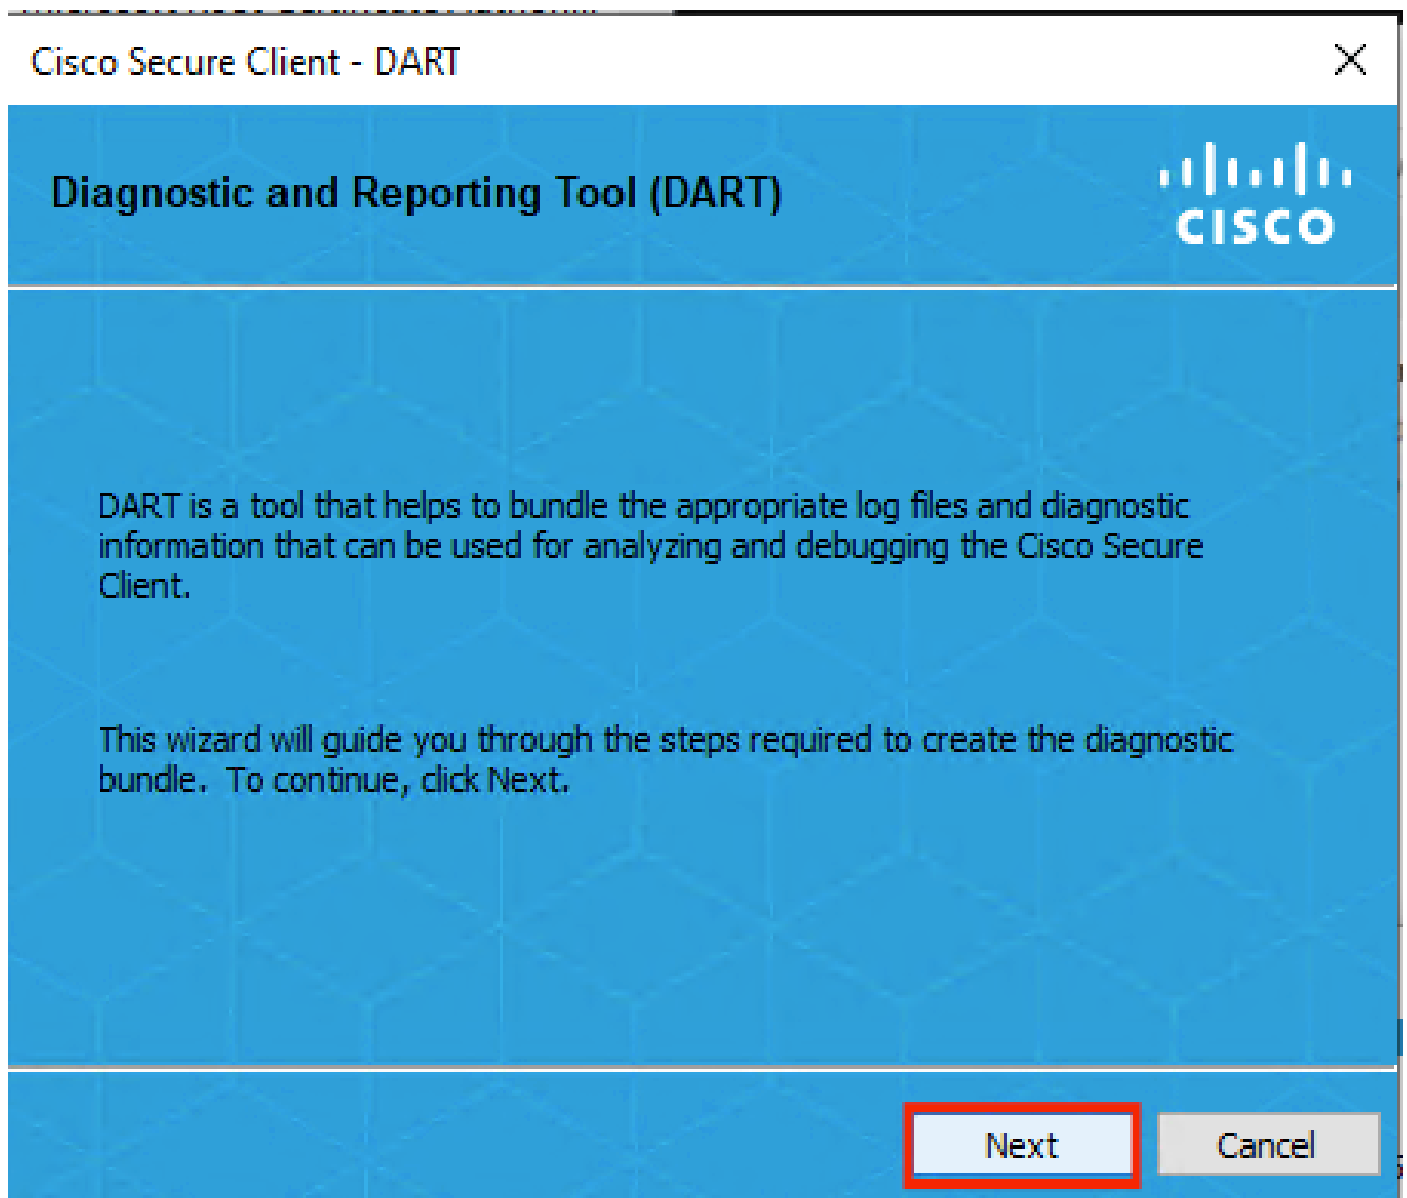 Cisco Secure Client - DART
Diagnostic and Reporting Tool (DART)
CISCO
DART is a tool that helps to bundle the appropriate log files and diagnostic
information that can be used for analyzing and debugging the Cisco Secure
Client.
This wizard will guide you through the steps required to create the diagnostic
bundle.  To continue, click Next.
Next
Cancel